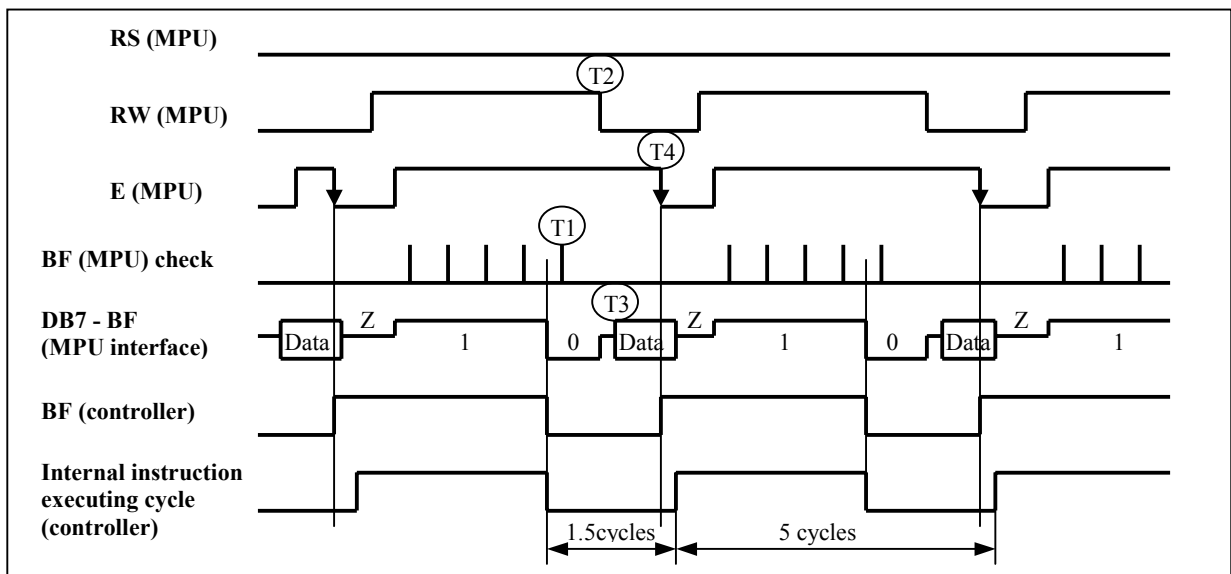 RS (MPU)
T2
RW (MPU)
T4
E (MPU)
T1
BF (MPU) check
T3
DB7 - BF
(MPU interface)
Data Z 1 0 Data Z 1 0 Data Z 1
BF (controller)
Internal instruction
executing cycle
(controller)
1.5cycles 5 cycles